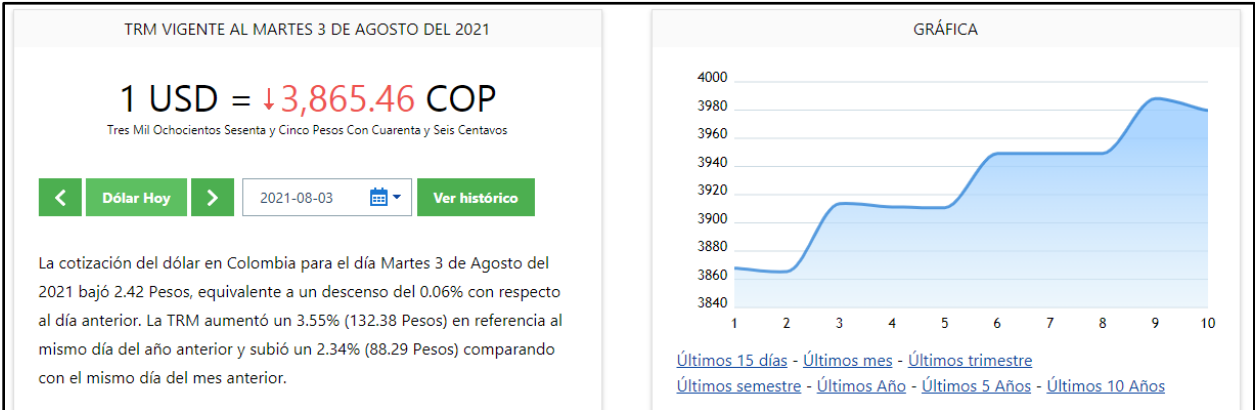 TRM VIGENTE AL MARTES 3 DE AGOSTO DEL 2021
1 USD = ↓3,865.46 COP
Tres Mil Ochocientos Sesenta y Cinco Pesos Con Cuarenta y Seis Centavos
Dólar Hoy
2021-08-03
Ver histórico
La cotización del dólar en Colombia para el día Martes 3 de Agosto del
2021 bajó 2.42 Pesos, equivalente a un descenso del 0.06% con respecto
al día anterior. La TRM aumentó un 3.55% (132.38 Pesos) en referencia al
mismo día del año anterior y subió un 2.34% (88.29 Pesos) comparando
con el mismo día del mes anterior.
GRÁFICA
4000
3980
3960
3940
3920
3900
3880
3860
3840
1 2 3 4 5 6 7 8 9 10
Últimos 15 días - Últimos mes - Últimos trimestre
Últimos semestre - Últimos Año - Últimos 5 Años - Últimos 10 Años